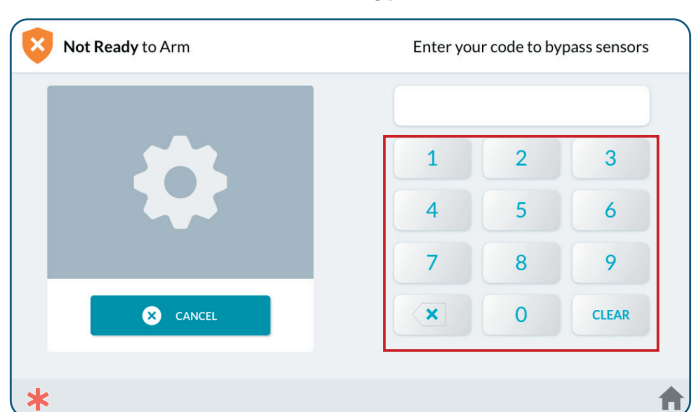 Not Ready to Arm
Enter your code to bypass sensors
1 2 3
4 5 6
7 8 9
0 CLEAR
CANCEL